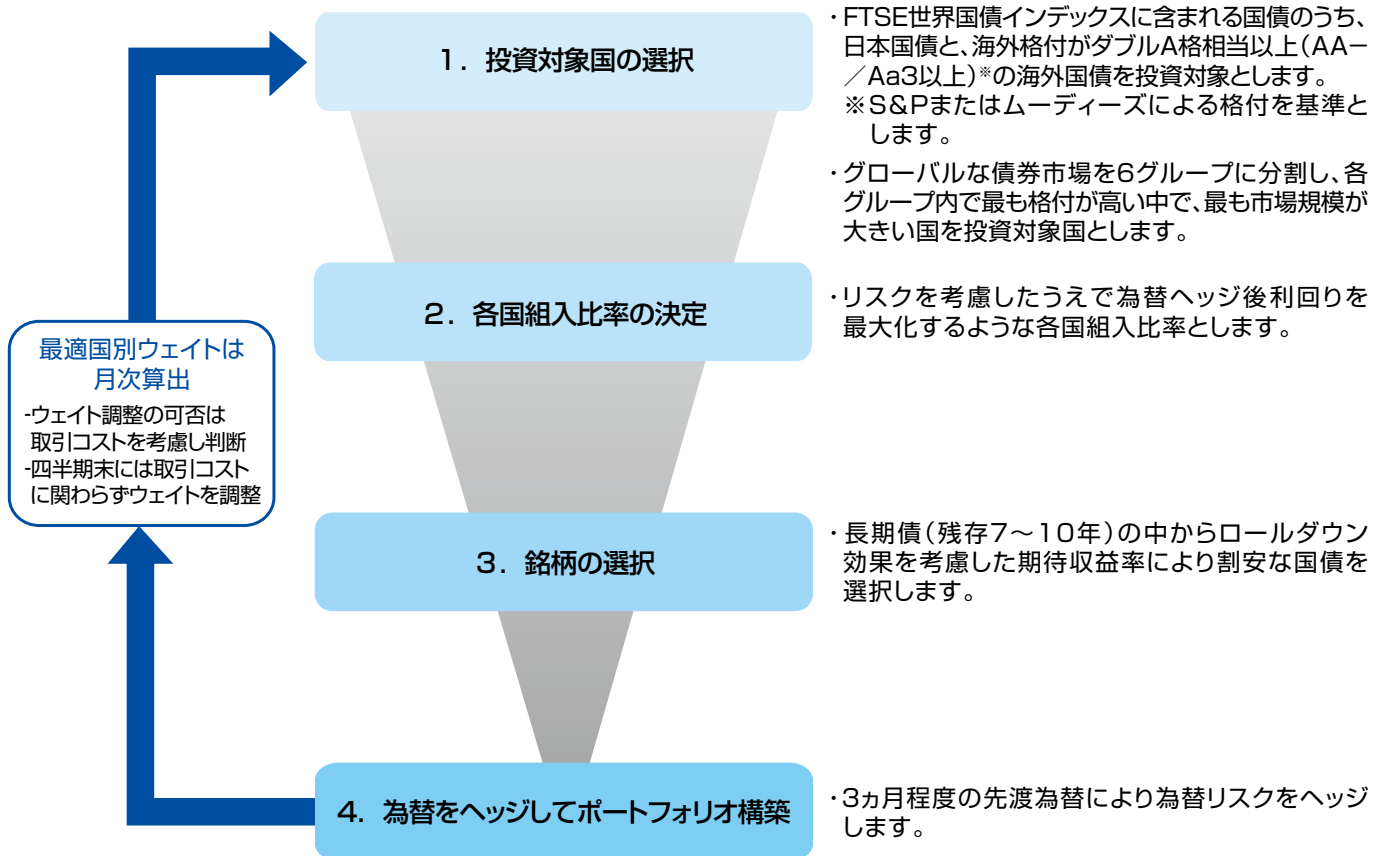 1. 投資対象国の選択
・FTSE世界国債インデックスに含まれる国債のうち、
日本国債と、海外格付がダブルA格相当以上（AA−
／Aa3以上）※の海外国債を投資対象とします。
※S&Pまたはムーディーズによる格付を基準と
します。
・グローバルな債券市場を6グループに分割し、各
グループ内で最も格付が高い中で、最も市場規模が
大きい国を投資対象国とします。
2. 各国組入比率の決定
・リスクを考慮したうえで為替ヘッジ後利回りを
最大化するような各国組入比率とします。
最適国別ウェイトは
月次算出
-ウェイト調整の可否は
取引コストを考慮し判断
-四半期末には取引コスト
に関わらずウェイトを調整
3. 銘柄の選択
・長期債（残存7〜10年）の中からロールダウン
効果を考慮した期待収益率により割安な国債を
選択します。
4. 為替をヘッジしてポートフォリオ構築
・3ヵ月程度の先渡為替により為替リスクをヘッジ
します。